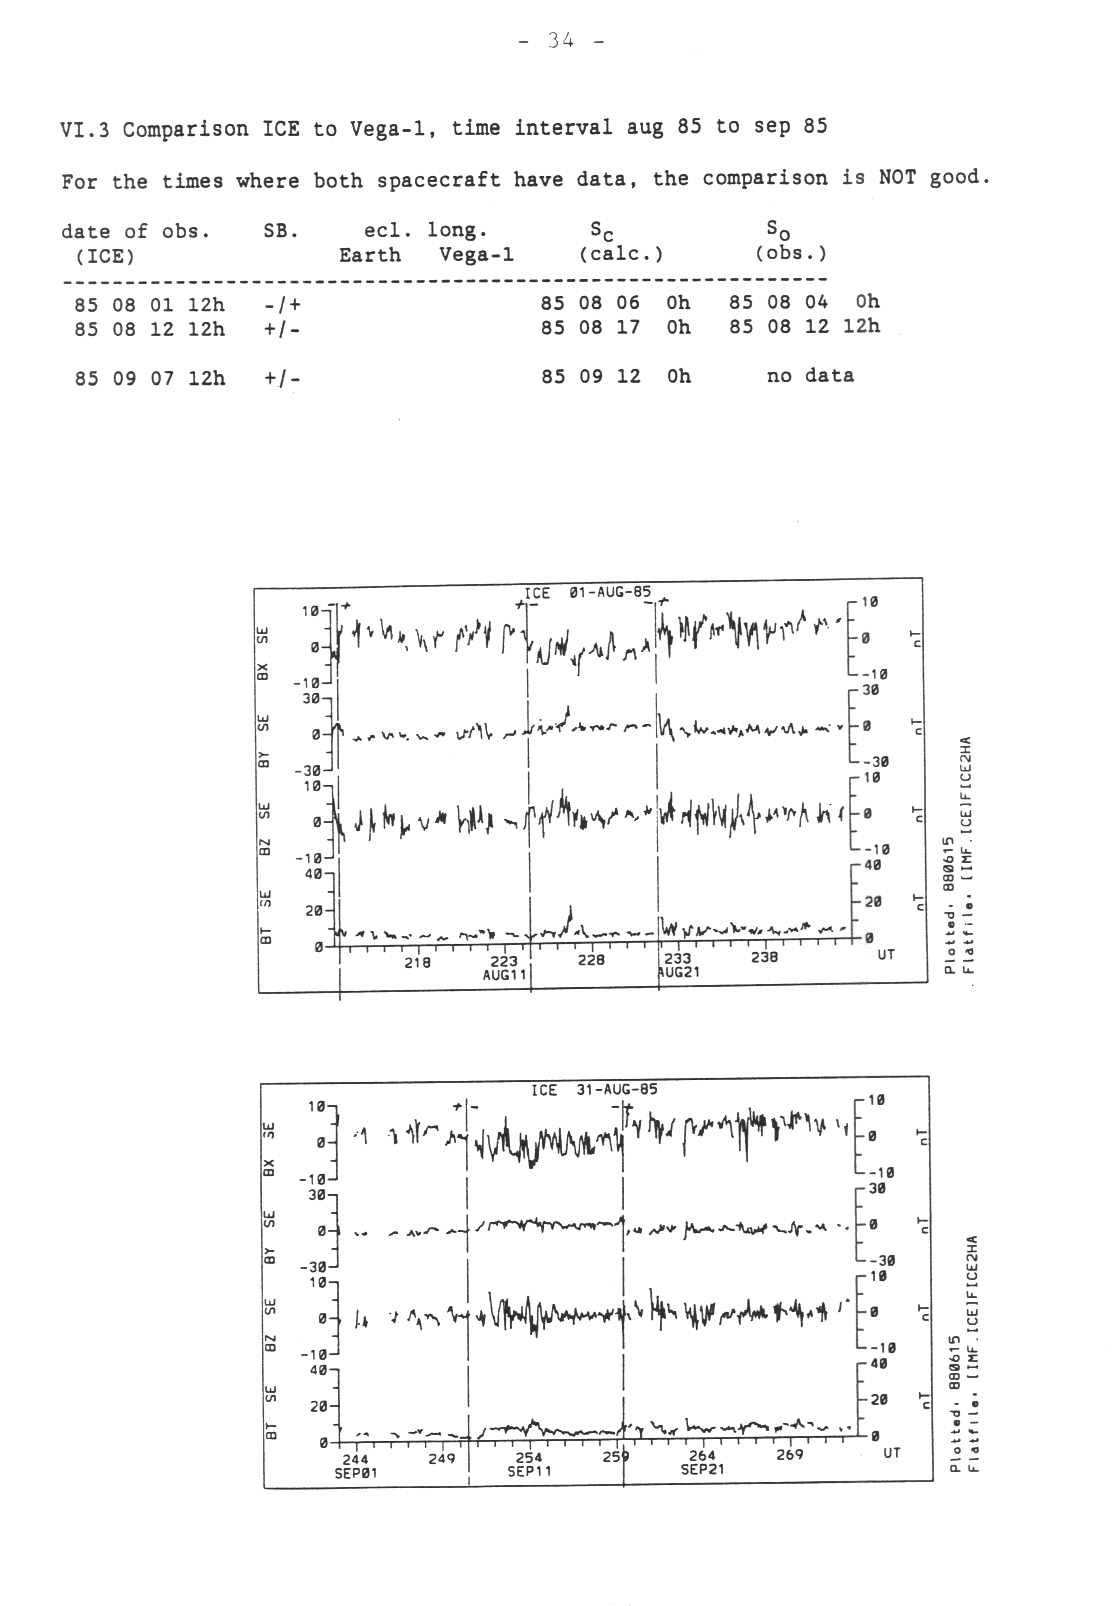 - 34 -
VI.3 Comparison ICE to Vega-1, time interval aug 85 to sep 85
For the times where both spacecraft have data, the comparison is NOT good.
date of obs. SB. ecl. long. Sc So
(ICE) Earth Vega-1 (calc.) (obs.)
--------------------------------------------------------------
85 08 01 12h -/+ 85 08 06 0h 85 08 04 0h
85 08 12 12h +/- 85 08 17 0h 85 08 12 12h
85 09 07 12h +/- 85 09 12 0h no data
ICE 01-AUG-85
- + + - - +
BX SE 10 0 -10 10 0 -10 nT
BY SE 30 0 -30 30 0 -30 nT
BZ SE 10 0 -10 10 0 -10 nT
BT SE 40 20 0 40 20 0 nT
218 223 228 233 238 UT
AUG11 AUG21
Plotted: 880615
Flatfile: [IMF.ICE]FICE2HA
ICE 31-AUG-85
+ - - +
BX SE 10 0 -10 10 0 -10 nT
BY SE 30 0 -30 30 0 -30 nT
BZ SE 10 0 -10 10 0 -10 nT
BT SE 40 20 0 40 20 0 nT
244 249 254 259 264 269 UT
SEP01 SEP11 SEP21
Plotted: 880615
Flatfile: [IMF.ICE]FICE2HA